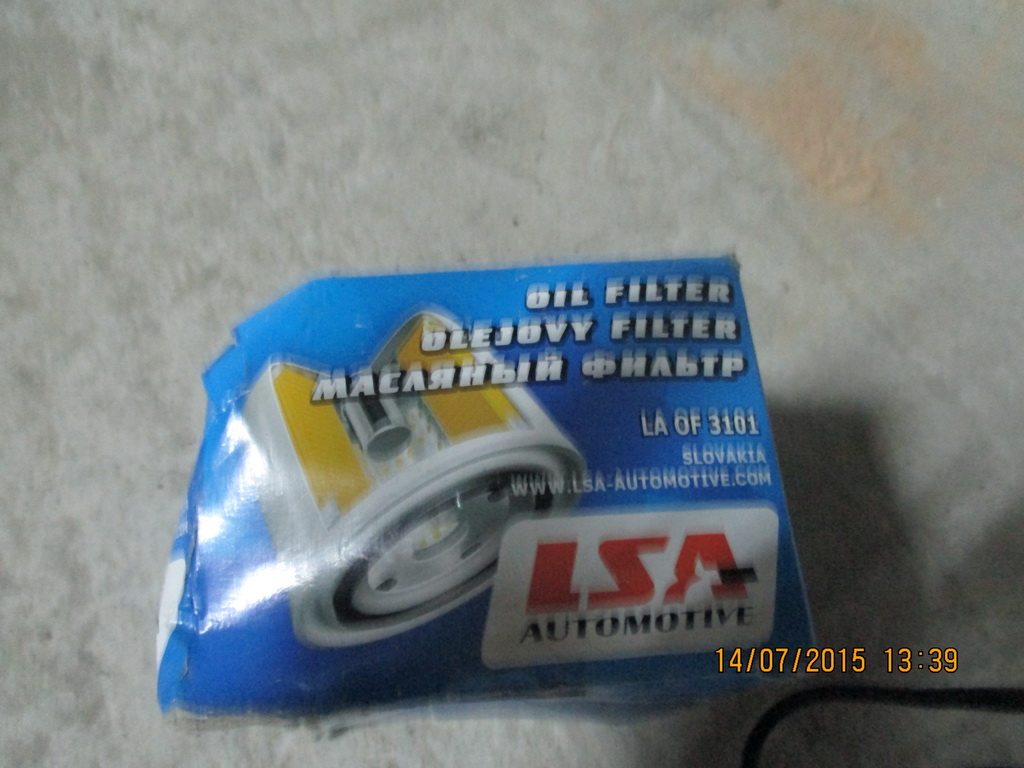 OIL FILTER
OLEJOVY FILTER
МАСЛЯНЫЙ ФИЛЬТР
LA OF 3101
SLOVAKIA
WWW.LSA-AUTOMOTIVE.COM
LSA
AUTOMOTIVE
14/07/2015 13:39